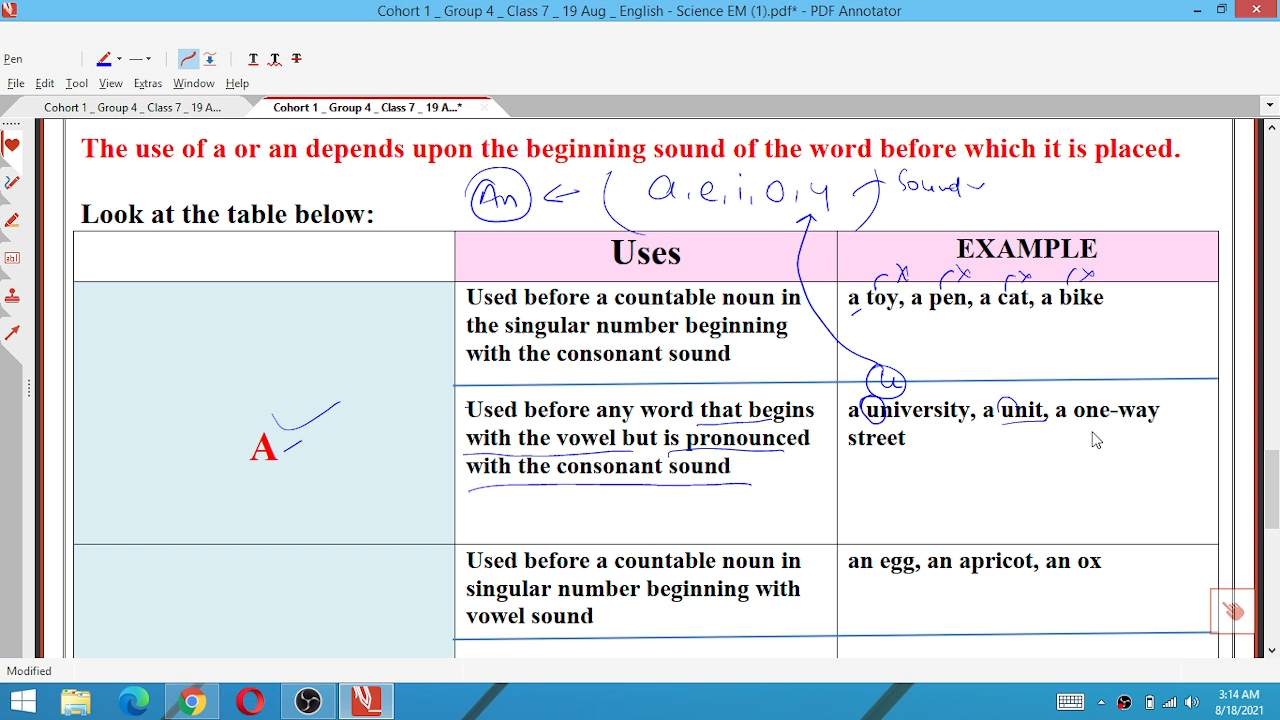 Cohort 1 _ Group 4 _ Class 7 _ 19 Aug _ English - Science EM (1).pdf* - PDF Annotator
Pen
T T T
File Edit Tool View Extras Window Help
Cohort 1 _ Group 4 _ Class 7 _ 19 A... Cohort 1 _ Group 4 _ Class 7 _ 19 A...*
The use of a or an depends upon the beginning sound of the word before which it is placed.
An a, e, i, o, u Sound
Look at the table below:
Uses EXAMPLE
Used before a countable noun in
the singular number beginning
with the consonant sound
a toy, a pen, a cat, a bike
u
A
Used before any word that begins
with the vowel but is pronounced
with the consonant sound
a university, a unit, a one-way
street
Used before a countable noun in
singular number beginning with
vowel sound
an egg, an apricot, an ox
Modified
3:14 AM
8/18/2021